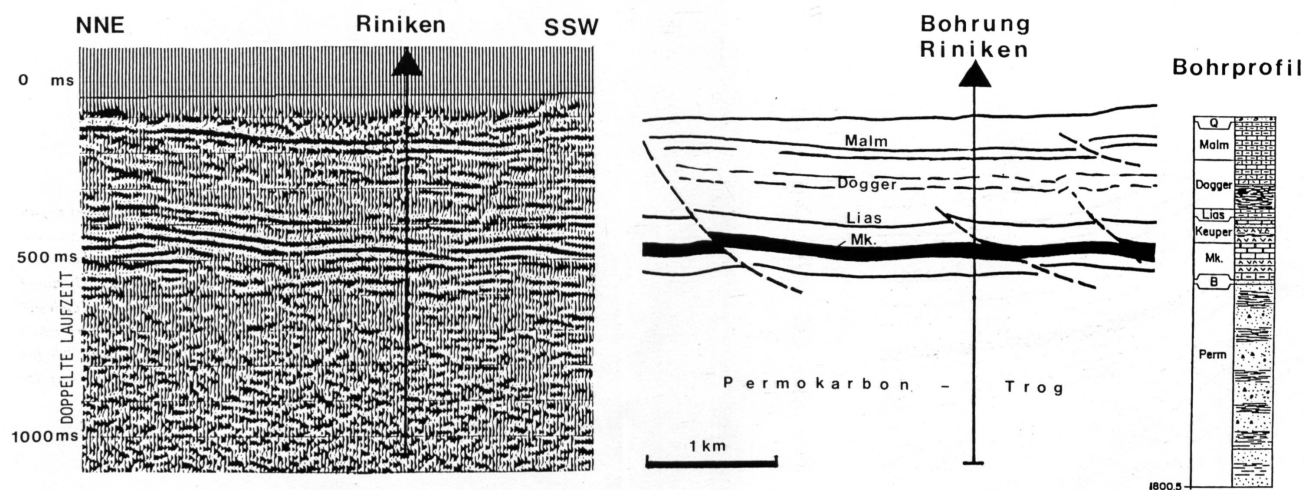 NNE
Riniken
SSW
0 ms
500 ms
1000 ms
DOPPELTE LAUFZEIT
Bohrung
Riniken
Malm
Dogger
Lias
Mk.
Permokarbon - Trog
1 km
Bohrprofil
Q
Malm
Dogger
Lias
Keuper
Mk.
B
Perm
1800.5